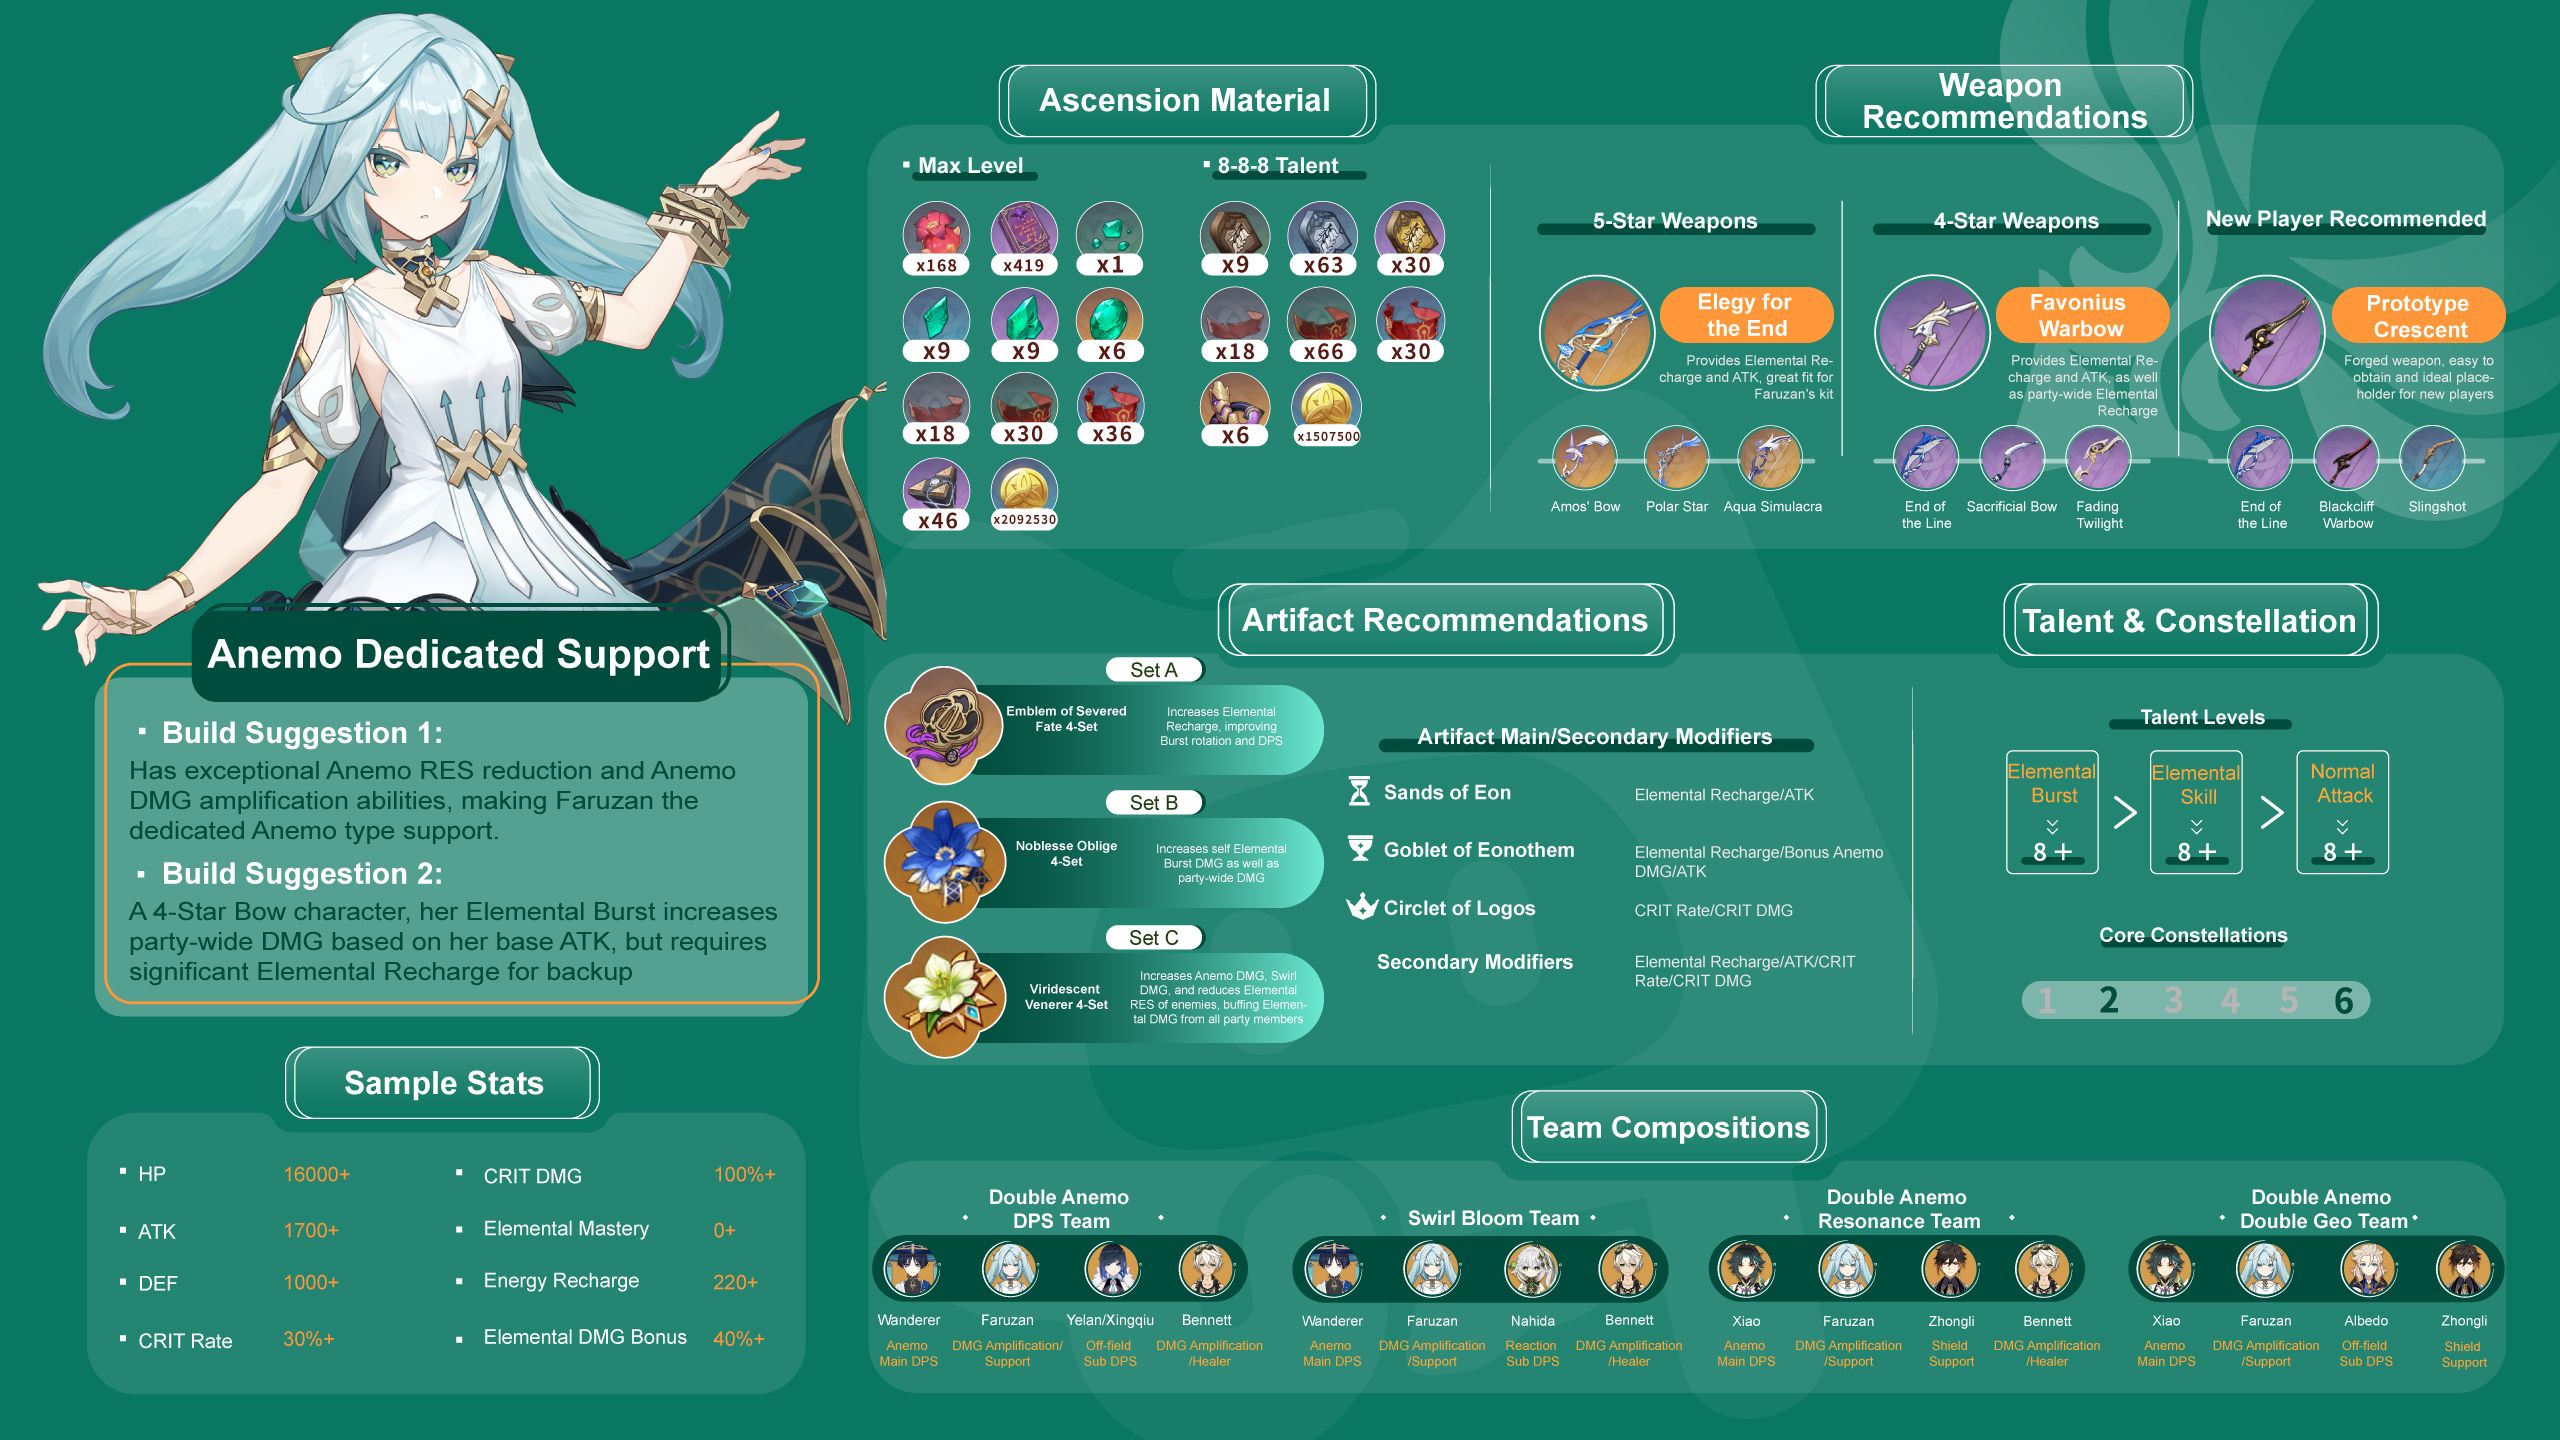 Anemo Dedicated Support
Build Suggestion 1:
Has exceptional Anemo RES reduction and Anemo
DMG amplification abilities, making Faruzan the
dedicated Anemo type support.
Build Suggestion 2:
A 4-Star Bow character, her Elemental Burst increases
party-wide DMG based on her base ATK, but requires
significant Elemental Recharge for backup
Sample Stats
HP 16000+
ATK 1700+
DEF 1000+
CRIT Rate 30%+
CRIT DMG 100%+
Elemental Mastery 0+
Energy Recharge 220+
Elemental DMG Bonus 40%+
Ascension Material
Max Level
x168 x419 x1
x9 x9 x6
x18 x30 x36
x46 x2092530
8-8-8 Talent
x9 x63 x30
x18 x66 x30
x6 x1507500
Weapon
Recommendations
5-Star Weapons
Elegy for
the End
Provides Elemental Re-
charge and ATK, great fit for
Faruzan's kit
Amos' Bow Polar Star Aqua Simulacra
4-Star Weapons
Favonius
Warbow
Provides Elemental Re-
charge and ATK, as well
as party-wide Elemental
Recharge
End of
the Line
Sacrificial Bow
Fading
Twilight
New Player Recommended
Prototype
Crescent
Forged weapon, easy to
obtain and ideal place-
holder for new players
End of
the Line
Blackcliff
Warbow
Slingshot
Artifact Recommendations
Set A
Emblem of Severed
Fate 4-Set
Increases Elemental
Recharge, improving
Burst rotation and DPS
Set B
Noblesse Oblige
4-Set
Increases self Elemental
Burst DMG as well as
party-wide DMG
Set C
Viridescent
Venerer 4-Set
Increases Anemo DMG, Swirl
DMG, and reduces Elemental
RES of enemies, buffing Elemen-
tal DMG from all party members
Artifact Main/Secondary Modifiers
Sands of Eon Elemental Recharge/ATK
Goblet of Eonothem Elemental Recharge/Bonus Anemo
DMG/ATK
Circlet of Logos CRIT Rate/CRIT DMG
Secondary Modifiers Elemental Recharge/ATK/CRIT
Rate/CRIT DMG
Talent & Constellation
Talent Levels
Elemental
Burst
8 +
>
Elemental
Skill
8 +
>
Normal
Attack
8 +
Core Constellations
1 2 3 4 5 6
Team Compositions
Double Anemo
DPS Team
Wanderer Faruzan Yelan/Xingqiu Bennett
Anemo
Main DPS
DMG Amplification/
Support
Off-field
Sub DPS
DMG Amplification
/Healer
Swirl Bloom Team
Wanderer Faruzan Nahida Bennett
Anemo
Main DPS
DMG Amplification
/Support
Reaction
Sub DPS
DMG Amplification
/Healer
Double Anemo
Resonance Team
Xiao Faruzan Zhongli Bennett
Anemo
Main DPS
DMG Amplification
/Support
Shield
Support
DMG Amplification
/Healer
Double Anemo
Double Geo Team
Xiao Faruzan Albedo Zhongli
Anemo
Main DPS
DMG Amplification
/Support
Off-field
Sub DPS
Shield
Support